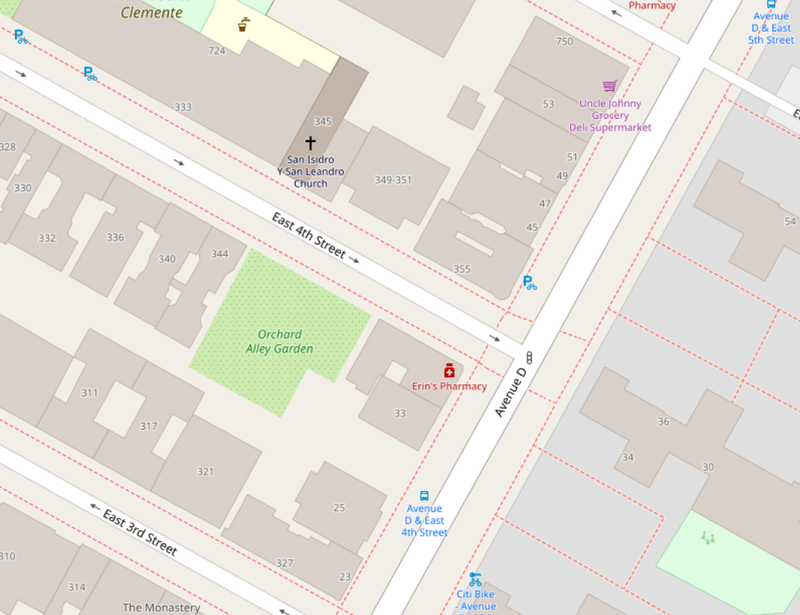 Clemente
Pharmacy
Avenue
D & East
5th Street
724
750
333
345
53
Uncle Johnny
Grocery
Deli Supermarket
San Isidro
Y San Leandro
Church
328
330
332
336
340
344
349-351
51
49
47
45
54
East 4th Street
355
Orchard
Alley Garden
Erin's Pharmacy
Avenue D
33
311
317
321
36
34
30
25
Avenue
D & East
4th Street
East 3rd Street
310
314
327
23
Citi Bike
- Avenue
The Monastery